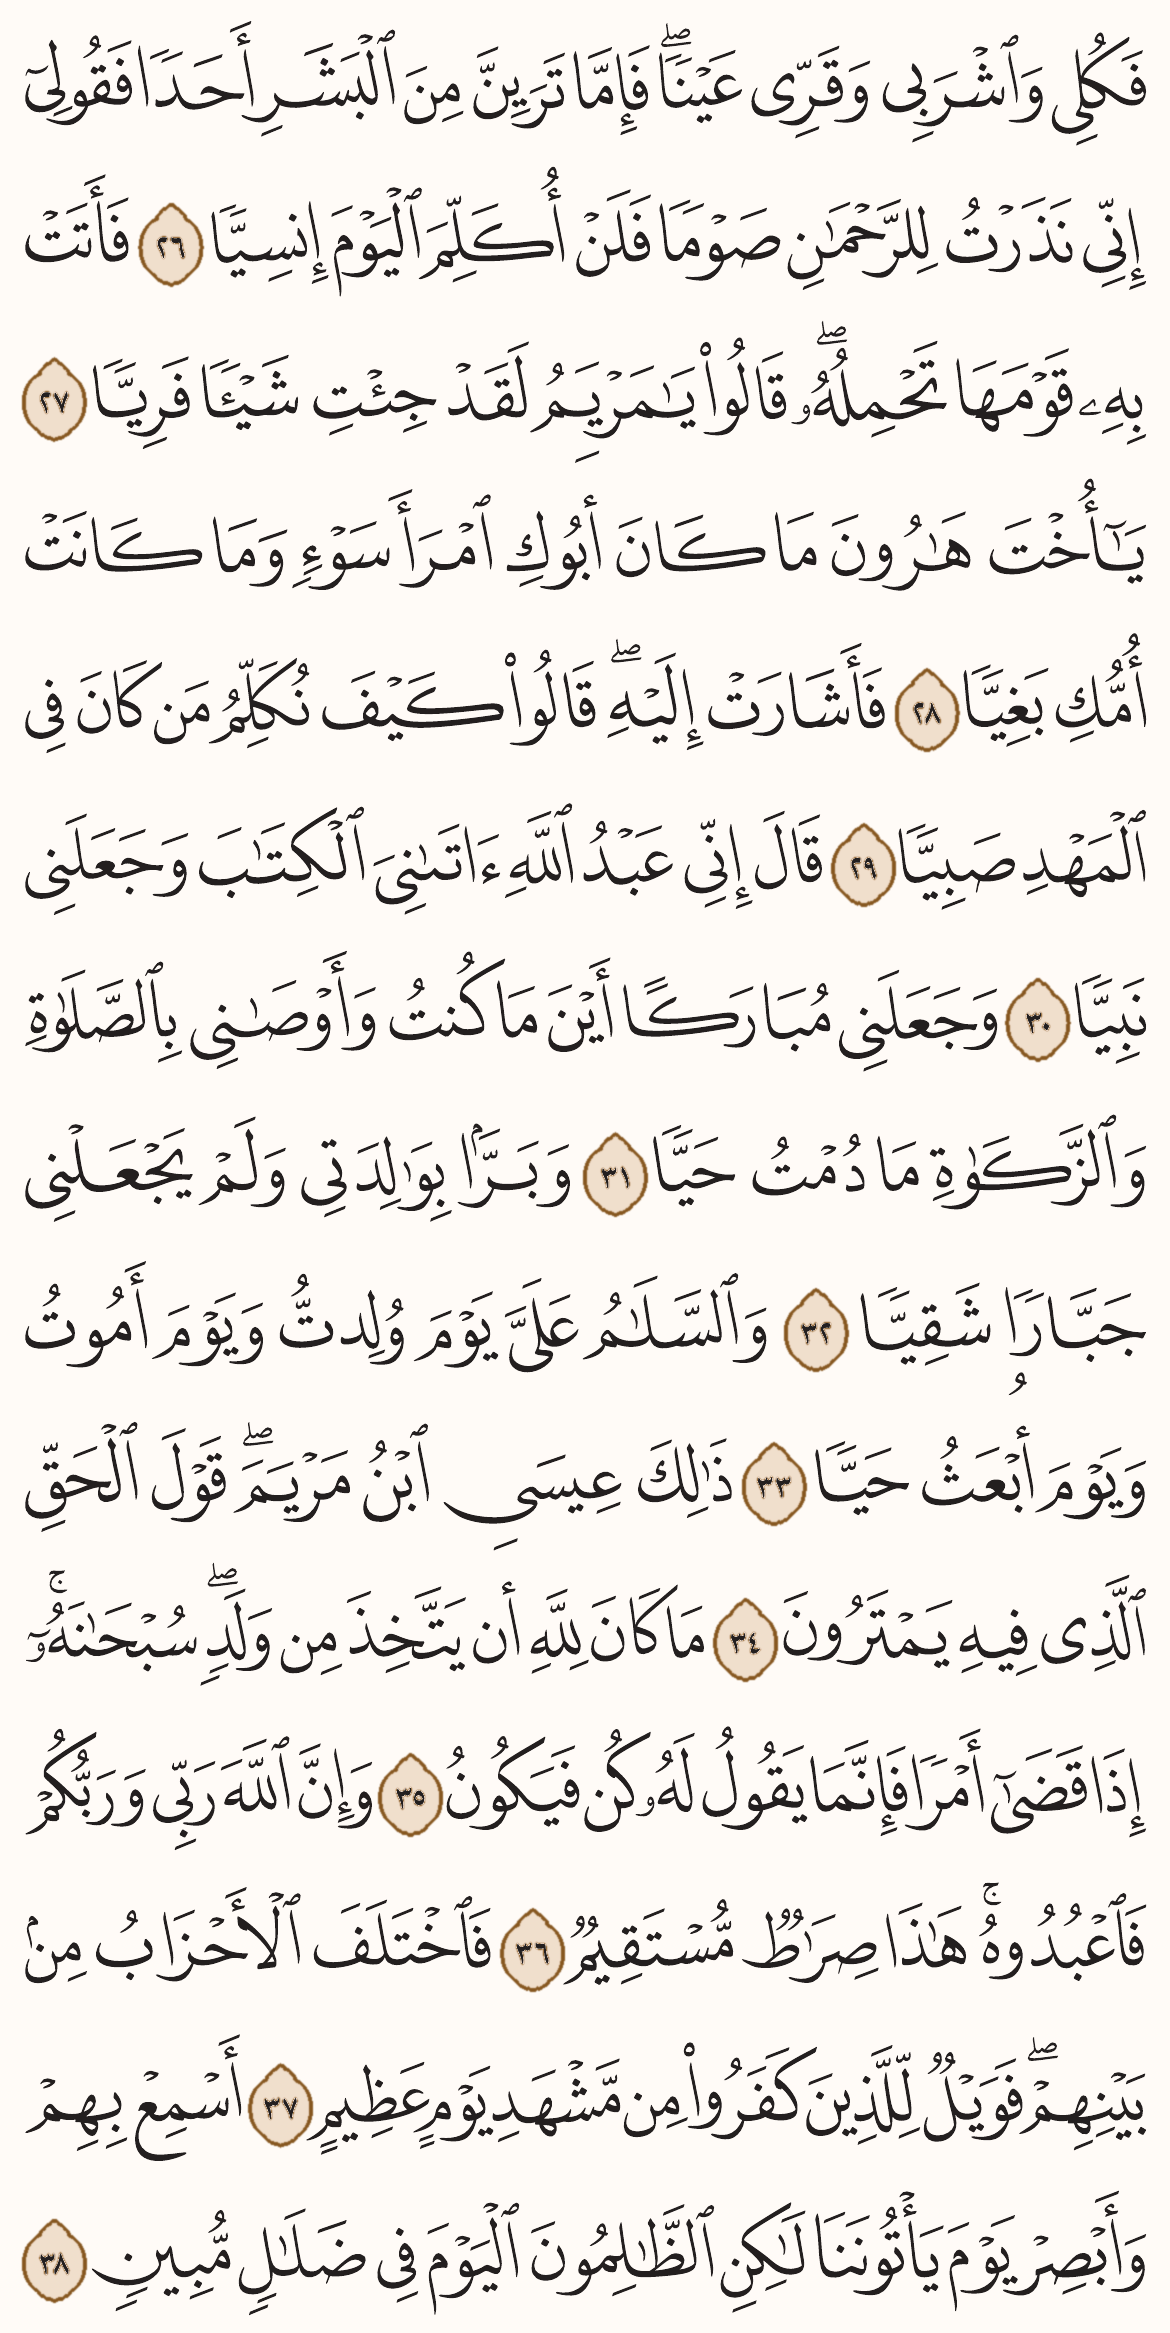 فَكُلِى وَٱشْرَبِى وَقَرِّى عَيْنًا ۖ فَإِمَّا تَرَيِنَّ مِنَ ٱلْبَشَرِ أَحَدًا فَقُولِىٓ
إِنِّى نَذَرْتُ لِلرَّحْمَـٰنِ صَوْمًا فَلَنْ أُكَلِّمَ ٱلْيَوْمَ إِنسِيًّا ٢٦ فَأَتَتْ
بِهِۦ قَوْمَهَا تَحْمِلُهُۥ ۖ قَالُوا۟ يَـٰمَرْيَمُ لَقَدْ جِئْتِ شَيْـًٔا فَرِيًّا ٢٧
يَـٰٓأُخْتَ هَـٰرُونَ مَا كَانَ أَبُوكِ ٱمْرَأَ سَوْءٍ وَمَا كَانَتْ
أُمُّكِ بَغِيًّا ٢٨ فَأَشَارَتْ إِلَيْهِ ۖ قَالُوا۟ كَيْفَ نُكَلِّمُ مَن كَانَ فِى
ٱلْمَهْدِ صَبِيًّا ٢٩ قَالَ إِنِّى عَبْدُ ٱللَّهِ ءَاتَىٰنِىَ ٱلْكِتَـٰبَ وَجَعَلَنِى
نَبِيًّا ٣٠ وَجَعَلَنِى مُبَارَكًا أَيْنَ مَا كُنتُ وَأَوْصَـٰنِى بِٱلصَّلَوٰةِ
وَٱلزَّكَوٰةِ مَا دُمْتُ حَيًّا ٣١ وَبَرًّۢا بِوَٰلِدَتِى وَلَمْ يَجْعَلْنِى
جَبَّارًا شَقِيًّا ٣٢ وَٱلسَّلَـٰمُ عَلَىَّ يَوْمَ وُلِدتُّ وَيَوْمَ أَمُوتُ
وَيَوْمَ أُبْعَثُ حَيًّا ٣٣ ذَٰلِكَ عِيسَى ٱبْنُ مَرْيَمَ ۖ قَوْلَ ٱلْحَقِّ
ٱلَّذِى فِيهِ يَمْتَرُونَ ٣٤ مَا كَانَ لِلَّهِ أَن يَتَّخِذَ مِن وَلَدٍ ۖ سُبْحَـٰنَهُۥٓ ۚ
إِذَا قَضَىٰٓ أَمْرًا فَإِنَّمَا يَقُولُ لَهُۥ كُن فَيَكُونُ ٣٥ وَإِنَّ ٱللَّهَ رَبِّى وَرَبُّكُمْ
فَٱعْبُدُوهُ ۚ هَـٰذَا صِرَٰطٌ مُّسْتَقِيمٌ ٣٦ فَٱخْتَلَفَ ٱلْأَحْزَابُ مِنۢ
بَيْنِهِمْ ۖ فَوَيْلٌ لِّلَّذِينَ كَفَرُوا۟ مِن مَّشْهَدِ يَوْمٍ عَظِيمٍ ٣٧ أَسْمِعْ بِهِمْ
وَأَبْصِرْ يَوْمَ يَأْتُونَنَا لَـٰكِنِ ٱلظَّـٰلِمُونَ ٱلْيَوْمَ فِى ضَلَـٰلٍ مُّبِينٍ ٣٨